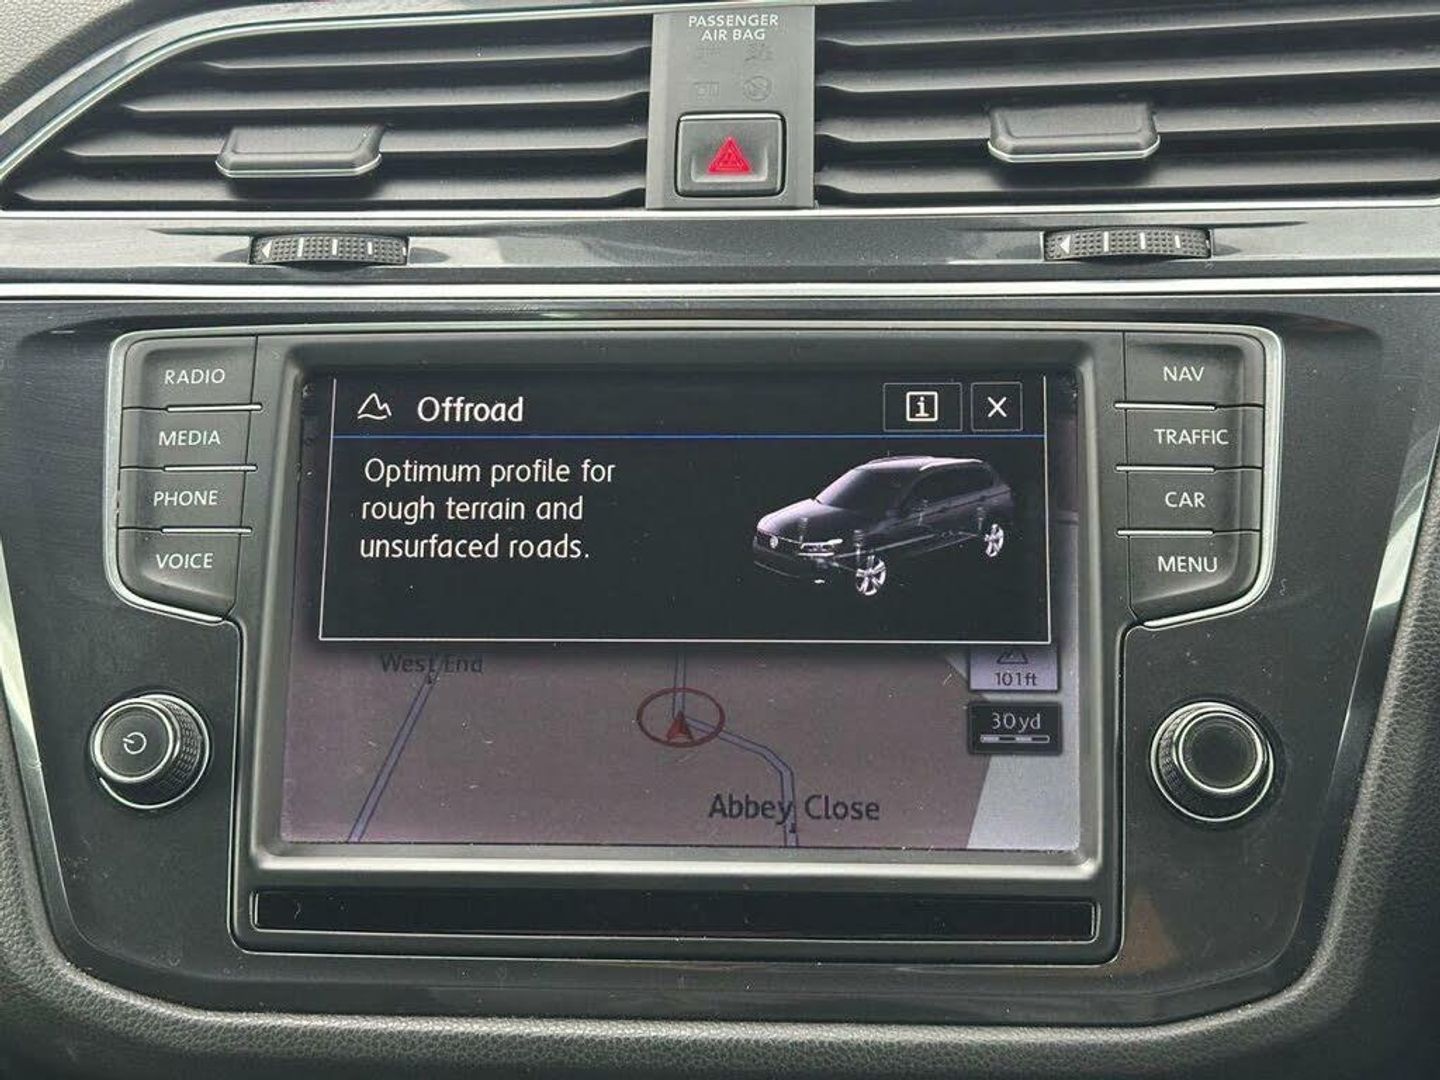 PASSENGER
AIR BAG
RADIO
MEDIA
PHONE
VOICE
Offroad
Optimum profile for
rough terrain and
unsurfaced roads.
West End
101ft
30yd
Abbey Close
NAV
TRAFFIC
CAR
MENU